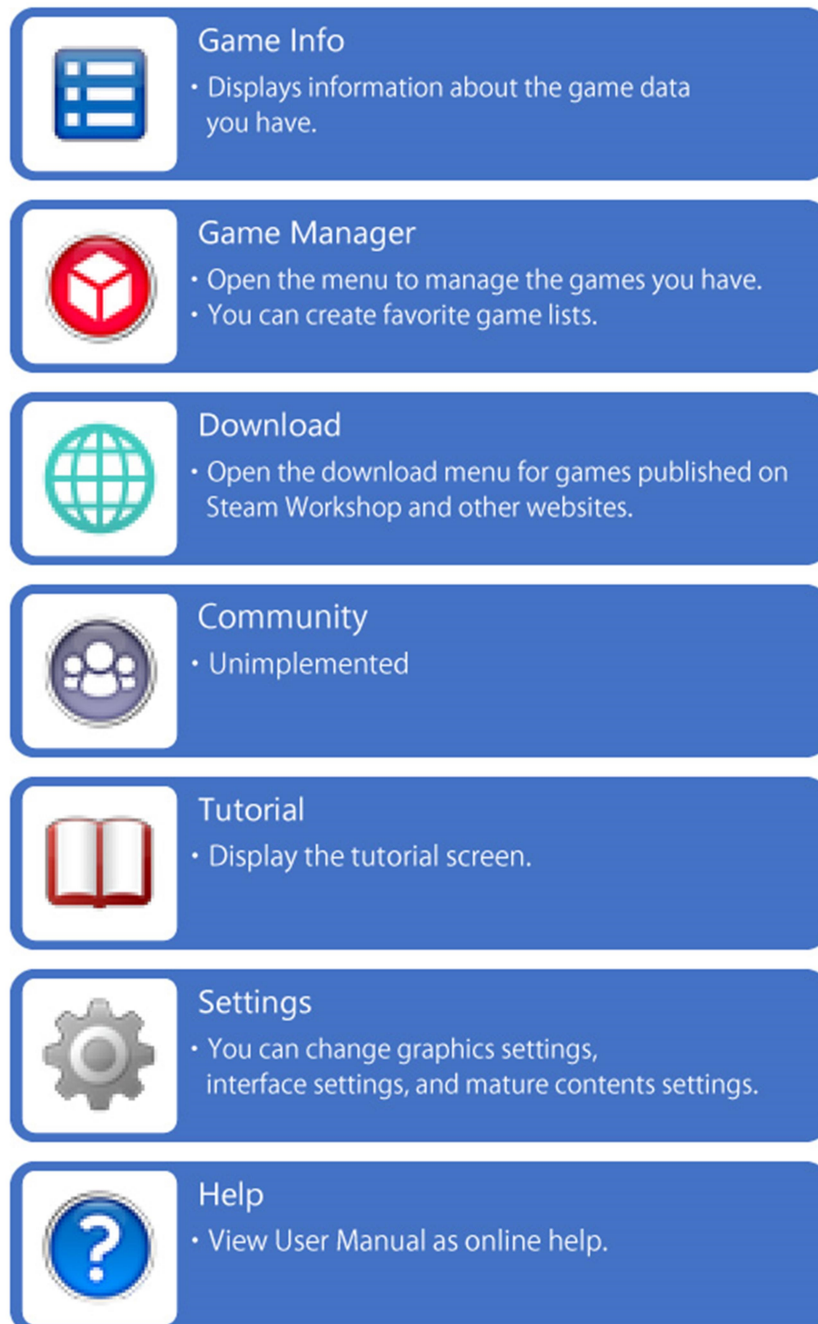 Game Info
・Displays information about the game data
you have.
Game Manager
・Open the menu to manage the games you have.
・You can create favorite game lists.
Download
・Open the download menu for games published on
Steam Workshop and other websites.
Community
・Unimplemented
Tutorial
・Display the tutorial screen.
Settings
・You can change graphics settings,
interface settings, and mature contents settings.
Help
・View User Manual as online help.